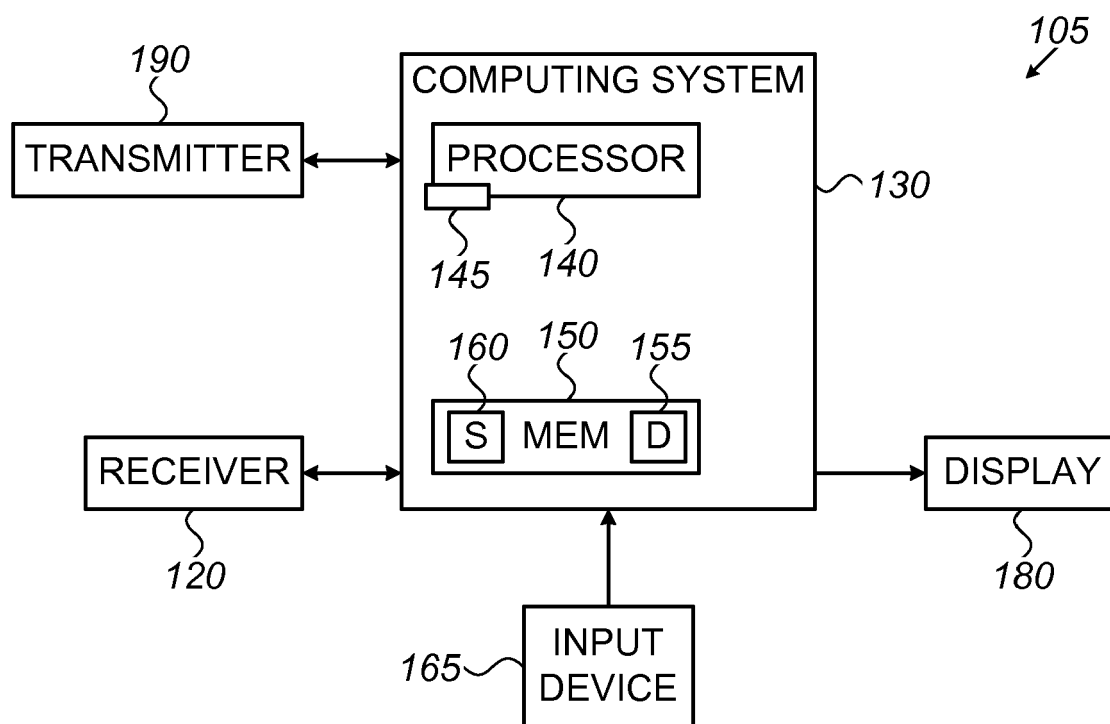 105
190
COMPUTING SYSTEM
TRANSMITTER
PROCESSOR
130
145
140
160
150
155
S
MEM
D
RECEIVER
DISPLAY
120
180
165
INPUT
DEVICE